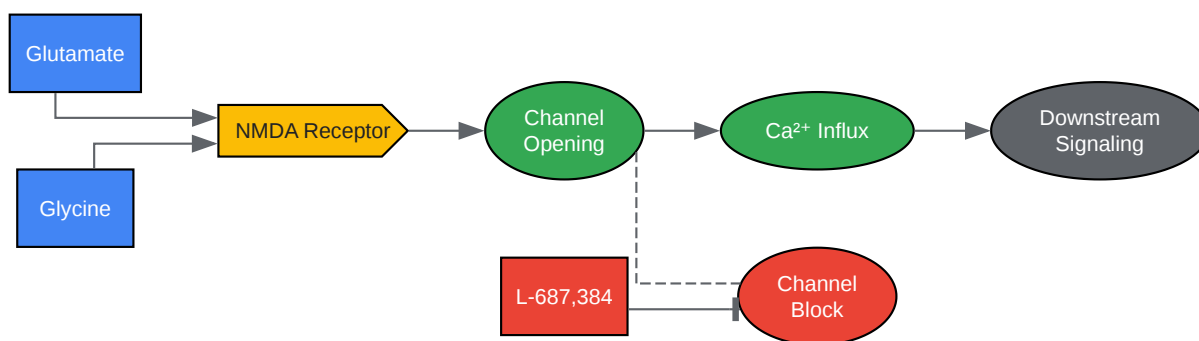 Glutamate
NMDA Receptor
Glycine
Channel
Opening
Ca²⁺ Influx
Downstream
Signaling
L-687,384
Channel
Block